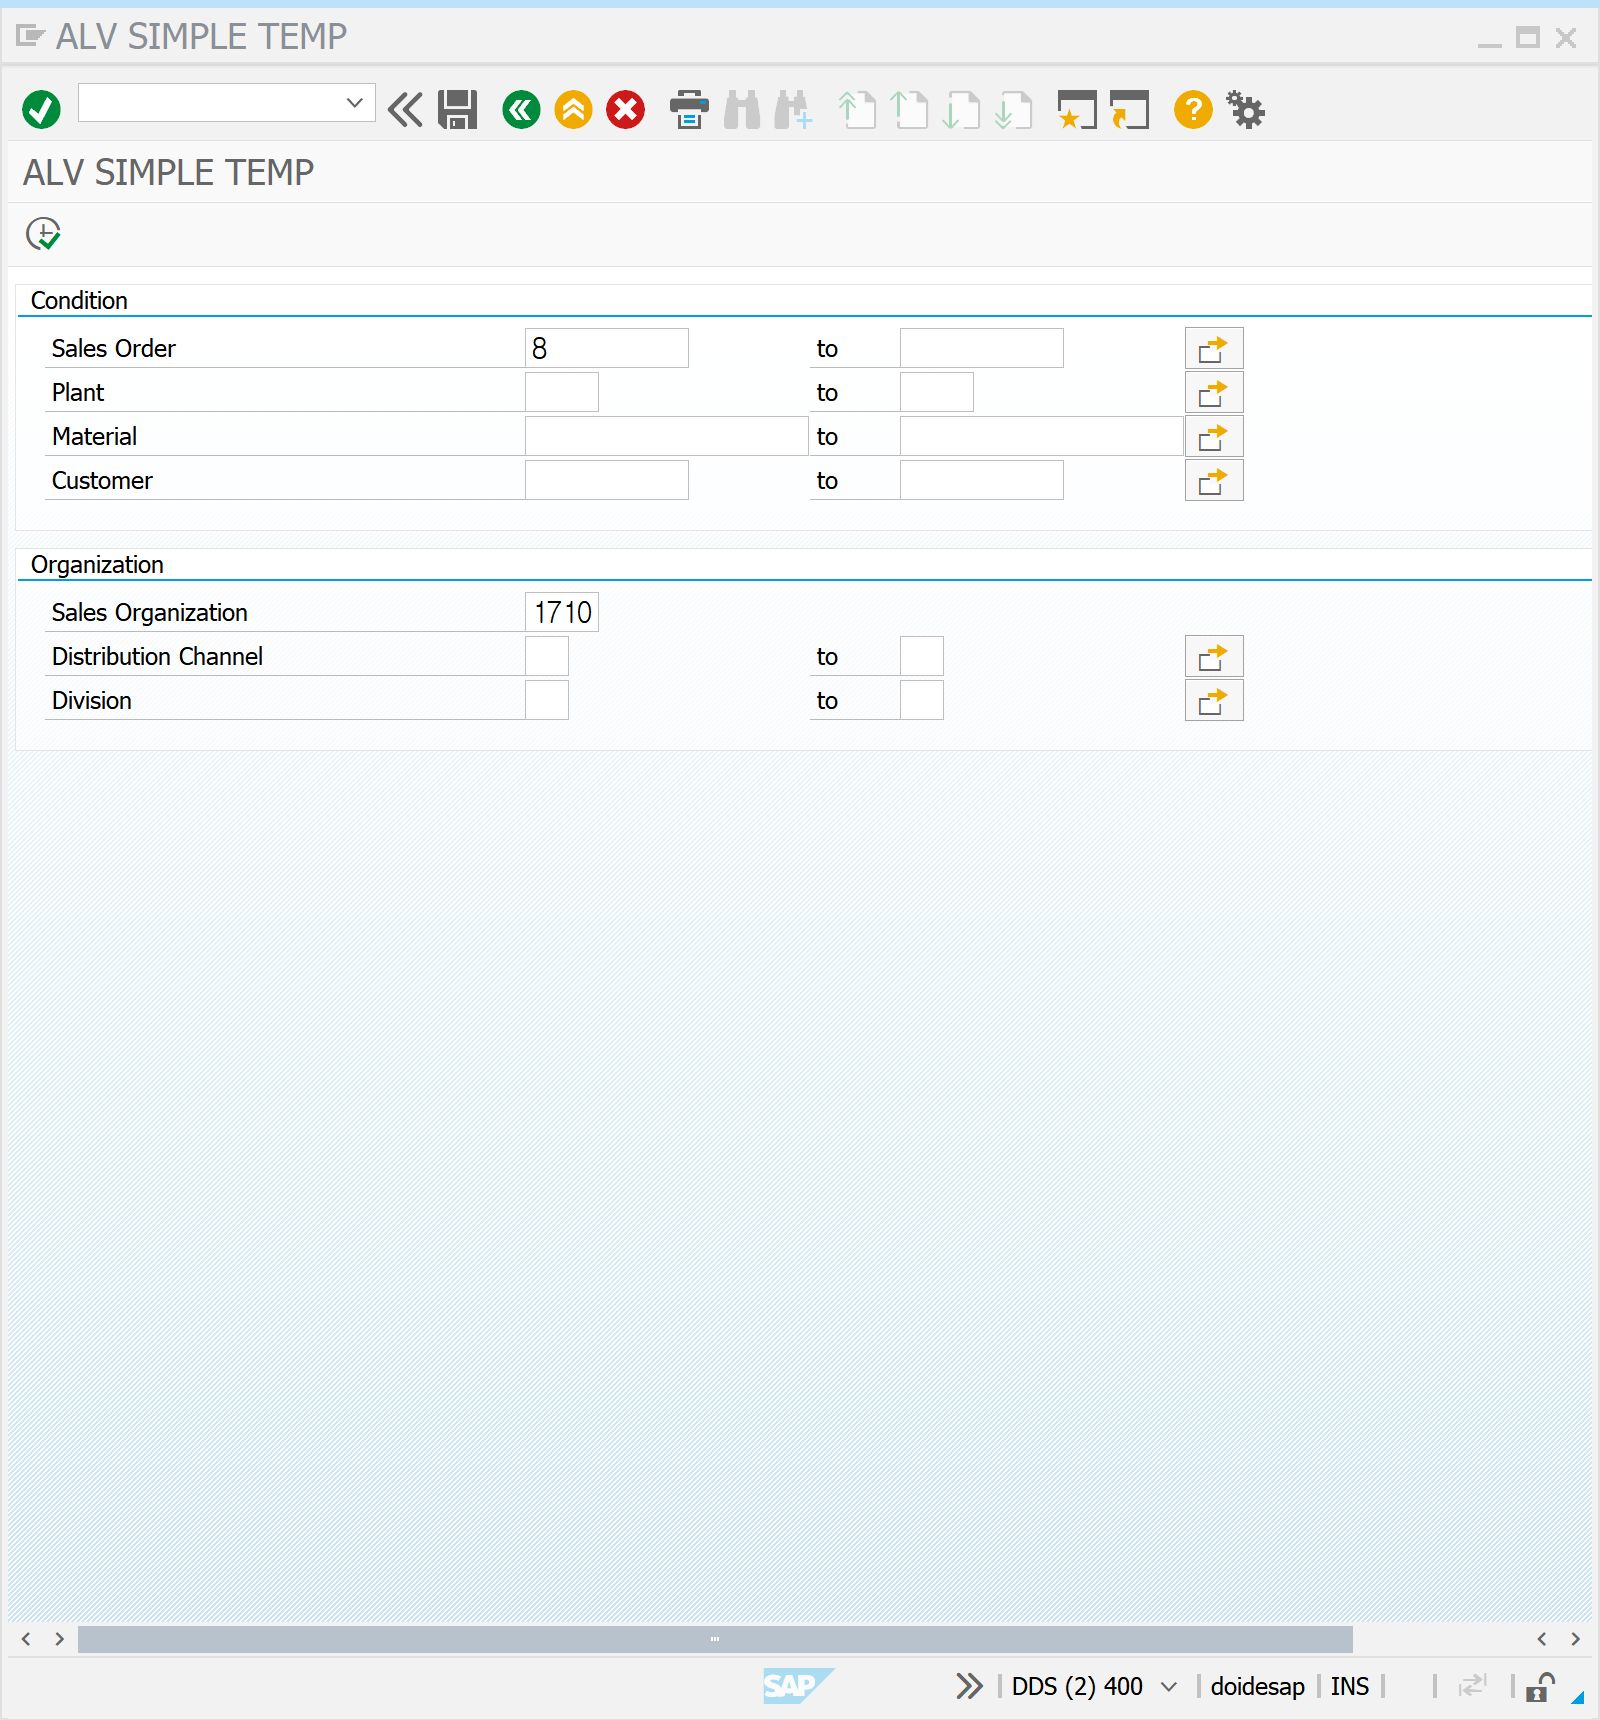 ALV SIMPLE TEMP
ALV SIMPLE TEMP
Condition
Sales Order 8 to
Plant to
Material to
Customer to
Organization
Sales Organization 1710
Distribution Channel to
Division to
SAP DDS (2) 400 doidesap INS